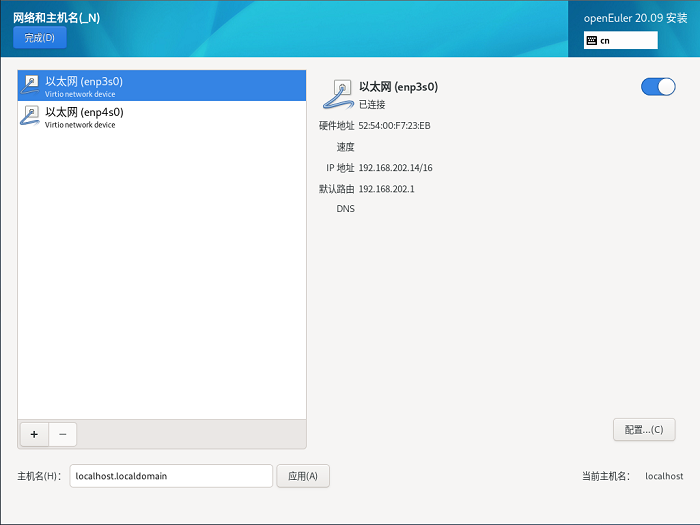 网络和主机名(_N)
完成(D)
openEuler 20.09 安装
cn
以太网 (enp3s0)
Virtio network device
以太网 (enp4s0)
Virtio network device
以太网 (enp3s0)
已连接
硬件地址 52:54:00:F7:23:EB
速度
IP 地址 192.168.202.14/16
默认路由 192.168.202.1
DNS
+ −
配置...(C)
主机名(H)： localhost.localdomain 应用(A) 当前主机名： localhost